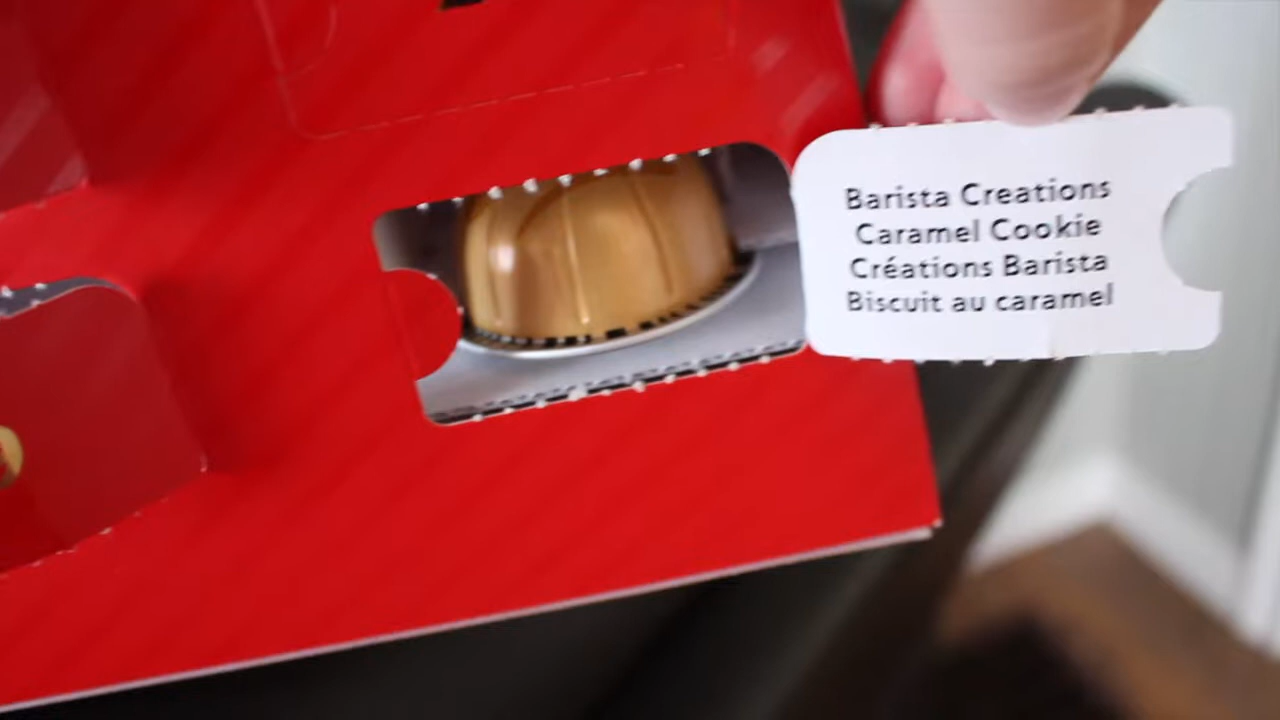 Barista Creations
Caramel Cookie
Créations Barista
Biscuit au caramel